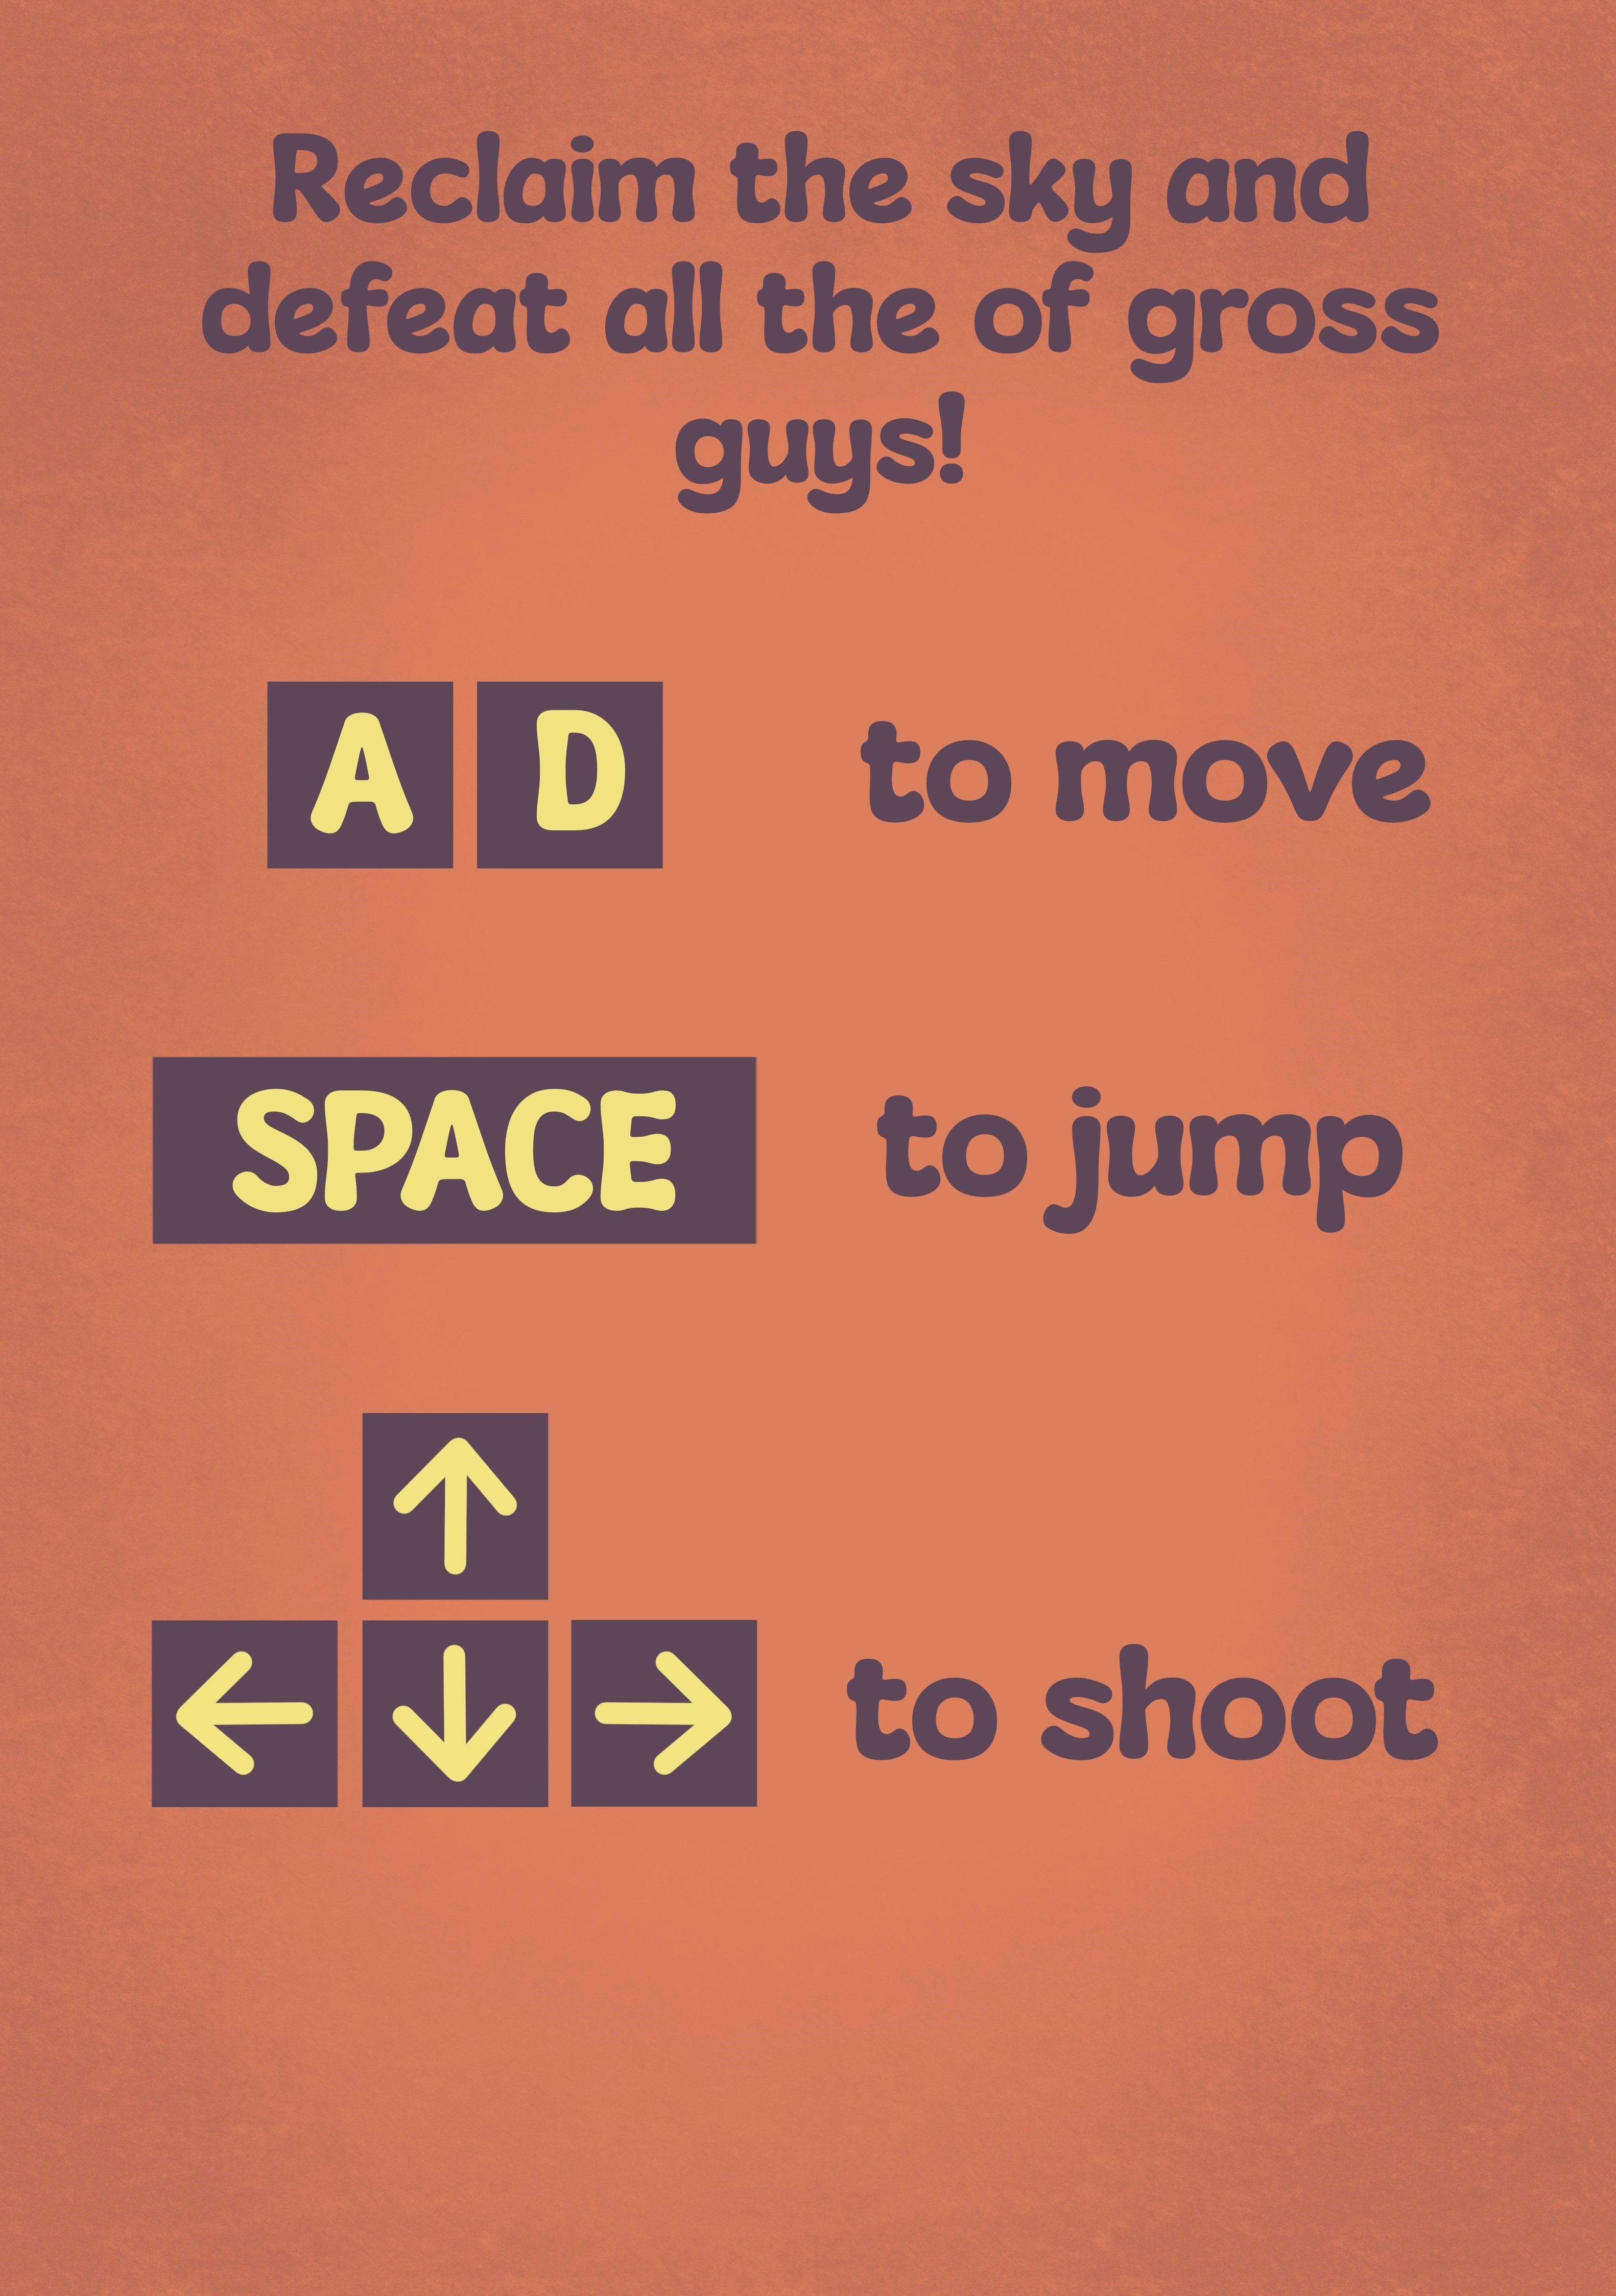 Reclaim the sky and
defeat all the of gross
guys!
A D to move
SPACE to jump
↑
← ↓ → to shoot